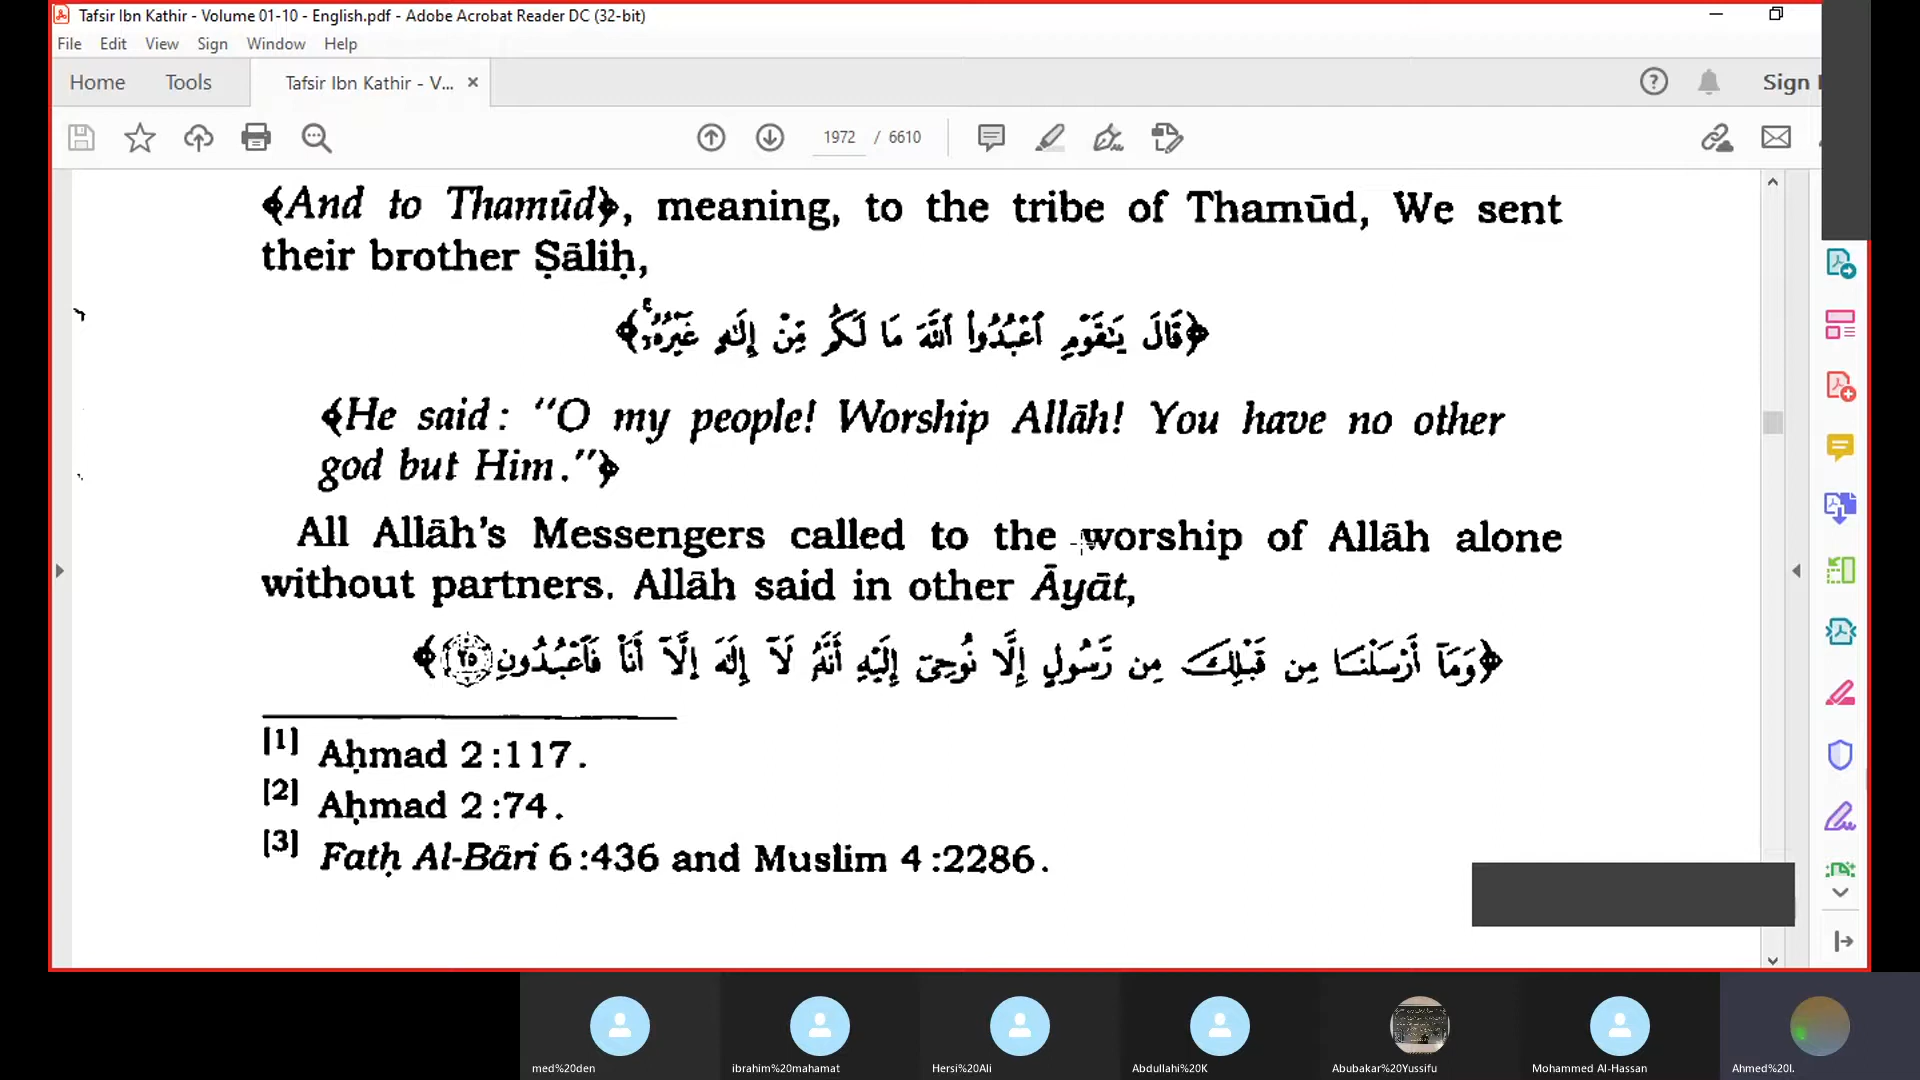 Tafsir Ibn Kathir - Volume 01-10 - English.pdf - Adobe Acrobat Reader DC (32-bit)
File Edit View Sign Window Help
Home Tools Tafsir Ibn Kathir - V... × Sign
1972 / 6610
﴾And to Thamūd﴿, meaning, to the tribe of Thamūd, We sent
their brother Ṣāliḥ,
﴿قَالَ يَٰقَوْمِ ٱعْبُدُوا۟ ٱللَّهَ مَا لَكُم مِّنْ إِلَٰهٍ غَيْرُهُۥ﴾
﴾He said: "O my people! Worship Allāh! You have no other
god but Him."﴿
All Allāh's Messengers called to the worship of Allāh alone
without partners. Allāh said in other Āyāt,
﴿وَمَآ أَرْسَلْنَا مِن قَبْلِكَ مِن رَّسُولٍ إِلَّا نُوحِىٓ إِلَيْهِ أَنَّهُۥ لَآ إِلَٰهَ إِلَّآ أَنَا۠ فَٱعْبُدُونِ ٢٥﴾
[1] Aḥmad 2:117.
[2] Aḥmad 2:74.
[3] Fatḥ Al-Bāri 6:436 and Muslim 4:2286.
med%20den ibrahim%20mahamat Hersi%20Ali Abdullahi%20K Abubakar%20Yussifu Mohammed Al-Hassan Ahmed%20I.